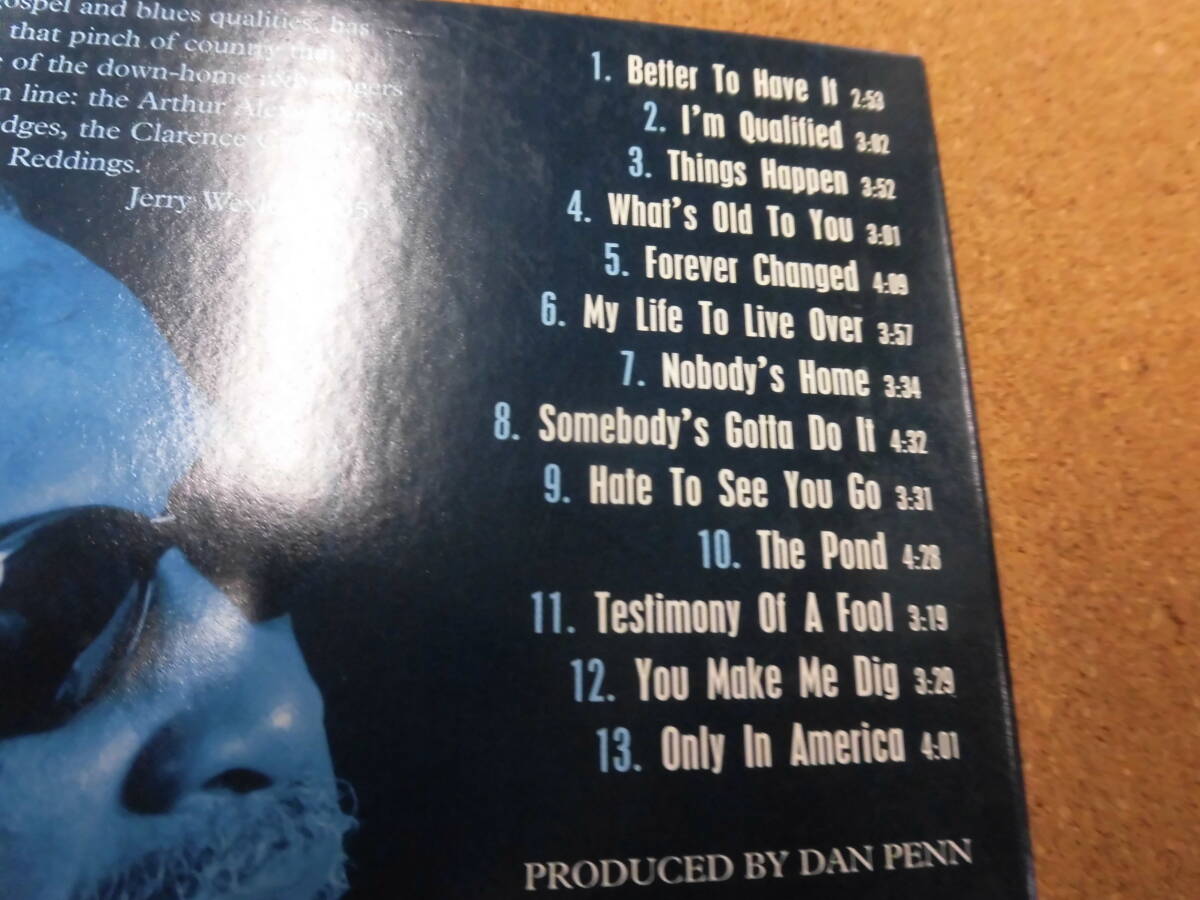 gospel and blues qualities, has
that pinch of country that
of the down-home
n line: the Arthur
the Clarence
Reddings.
Jerry
1. Better To Have It 2:53
2. I'm Qualified 3:02
3. Things Happen 3:52
4. What's Old To You 3:01
5. Forever Changed 4:09
6. My Life To Live Over 3:57
7. Nobody's Home 3:34
8. Somebody's Gotta Do It 4:32
9. Hate To See You Go 3:31
10. The Pond 4:28
11. Testimony Of A Fool 3:19
12. You Make Me Dig 3:29
13. Only In America 4:01
PRODUCED BY DAN PENN